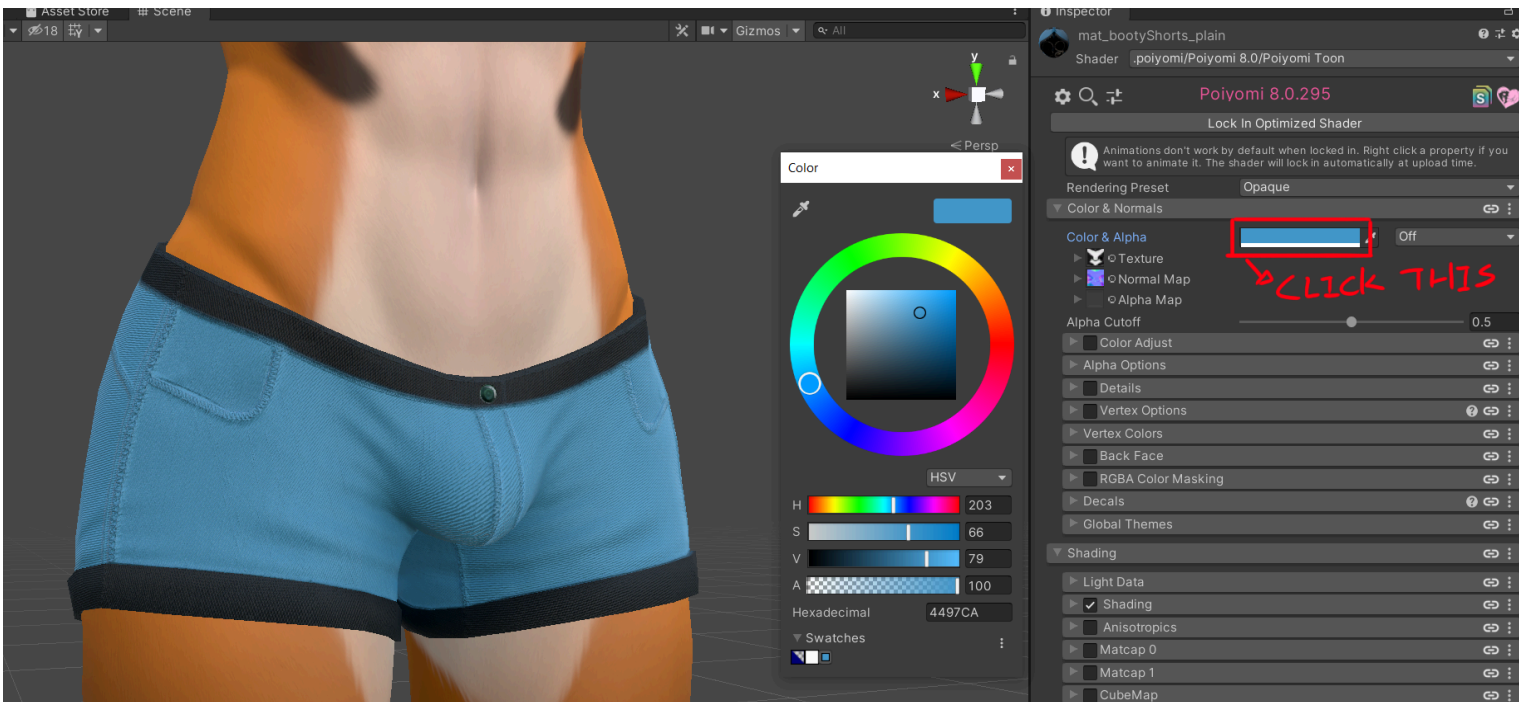 Asset Store # Scene
Inspector
18
Gizmos
All
mat_bootyShorts_plain
Shader .poiyomi/Poiyomi 8.0/Poiyomi Toon
y
x
Persp
Poiyomi 8.0.295
Lock In Optimized Shader
Animations don't work by default when locked in. Right click a property if you
want to animate it. The shader will lock in automatically at upload time.
Rendering Preset Opaque
Color & Normals
Color & Alpha Off
Texture
CLICK THIS
Normal Map
Alpha Map
Alpha Cutoff 0.5
Color Adjust
Alpha Options
Details
Vertex Options
Vertex Colors
Back Face
RGBA Color Masking
Decals
Global Themes
Shading
Light Data
Shading
Anisotropics
Matcap 0
Matcap 1
CubeMap
Color
HSV
H 203
S 66
V 79
A 100
Hexadecimal 4497CA
Swatches